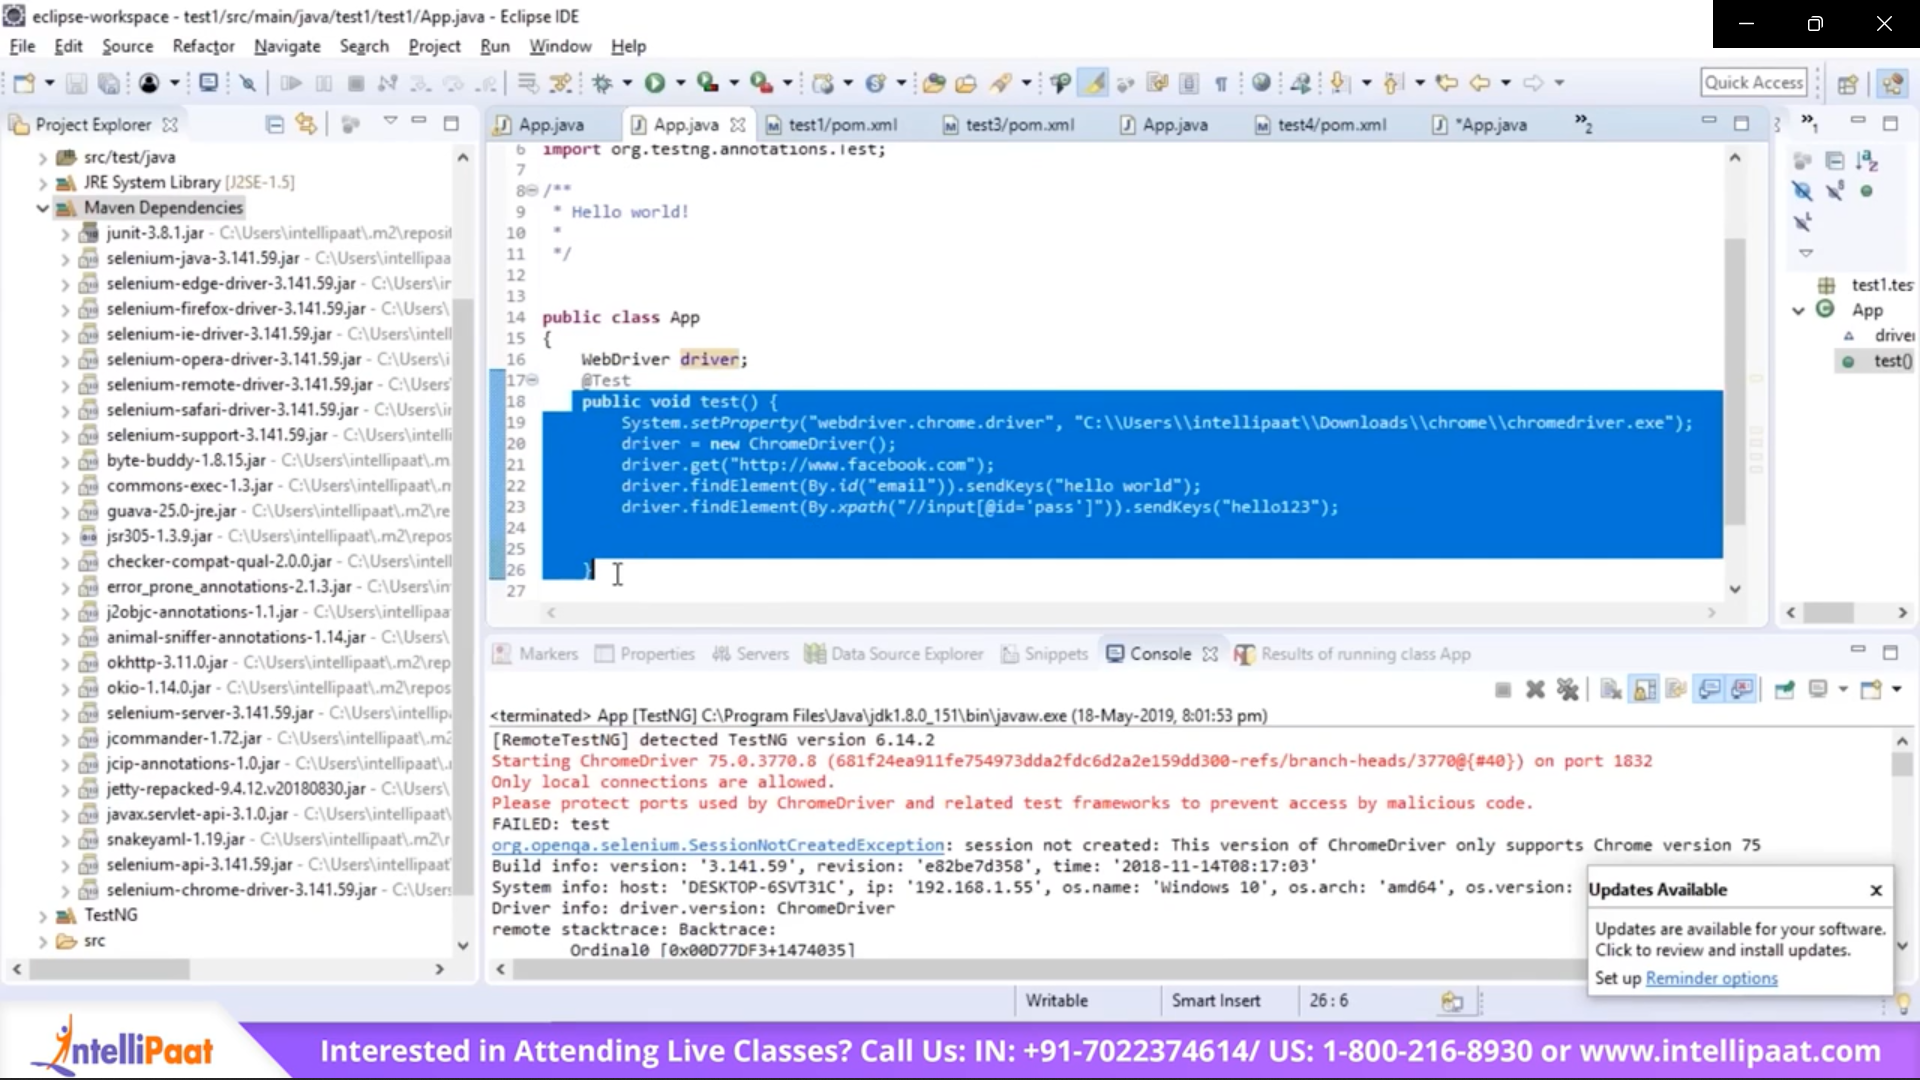 eclipse-workspace - test1/src/main/java/test1/test1/App.java - Eclipse IDE
File Edit Source Refactor Navigate Search Project Run Window Help
Quick Access
Project Explorer
src/test/java
JRE System Library [J2SE-1.5]
Maven Dependencies
junit-3.8.1.jar - C:\Users\intellipaat\.m2\reposit
selenium-java-3.141.59.jar - C:\Users\intellipaa
selenium-edge-driver-3.141.59.jar - C:\Users\in
selenium-firefox-driver-3.141.59.jar - C:\Users\i
selenium-ie-driver-3.141.59.jar - C:\Users\intell
selenium-opera-driver-3.141.59.jar - C:\Users\i
selenium-remote-driver-3.141.59.jar - C:\Users\
selenium-safari-driver-3.141.59.jar - C:\Users\i
selenium-support-3.141.59.jar - C:\Users\intelli
byte-buddy-1.8.15.jar - C:\Users\intellipaat\.m
commons-exec-1.3.jar - C:\Users\intellipaat\.m2
guava-25.0-jre.jar - C:\Users\intellipaat\.m2\re
jsr305-1.3.9.jar - C:\Users\intellipaat\.m2\repos
checker-compat-qual-2.0.0.jar - C:\Users\intelli
error_prone_annotations-2.1.3.jar - C:\Users\int
j2objc-annotations-1.1.jar - C:\Users\intellipaa
animal-sniffer-annotations-1.14.jar - C:\Users\
okhttp-3.11.0.jar - C:\Users\intellipaat\.m2\rep
okio-1.14.0.jar - C:\Users\intellipaat\.m2\repos
selenium-server-3.141.59.jar - C:\Users\intellip
jcommander-1.72.jar - C:\Users\intellipaat\.m2
jcip-annotations-1.0.jar - C:\Users\intellipaat\.
jetty-repacked-9.4.12.v20180830.jar - C:\Users\
javax.servlet-api-3.1.0.jar - C:\Users\intellipaat
snakeyaml-1.19.jar - C:\Users\intellipaat\.m2\r
selenium-api-3.141.59.jar - C:\Users\intellipaat
selenium-chrome-driver-3.141.59.jar - C:\Users
TestNG
src
App.java App.java test1/pom.xml test3/pom.xml App.java test4/pom.xml *App.java »2
6 import org.testng.annotations.Test;
7
8 /**
9 * Hello world!
10 *
11 */
12
13
14 public class App
15 {
16 WebDriver driver;
17 @Test
18 public void test() {
19 System.setProperty("webdriver.chrome.driver", "C:\\Users\\intellipaat\\Downloads\\chrome\\chromedriver.exe");
20 driver = new ChromeDriver();
21 driver.get("http://www.facebook.com");
22 driver.findElement(By.id("email")).sendKeys("hello world");
23 driver.findElement(By.xpath("//input[@id='pass']")).sendKeys("hello123");
24
25
26 }
27
»1
test1.tes
App
driver
test()
Markers Properties Servers Data Source Explorer Snippets Console Results of running class App
<terminated> App [TestNG] C:\Program Files\Java\jdk1.8.0_151\bin\javaw.exe (18-May-2019, 8:01:53 pm)
[RemoteTestNG] detected TestNG version 6.14.2
Starting ChromeDriver 75.0.3770.8 (681f24ea911fe754973dda2fdc6d2a2e159dd300-refs/branch-heads/3770@{#40}) on port 1832
Only local connections are allowed.
Please protect ports used by ChromeDriver and related test frameworks to prevent access by malicious code.
FAILED: test
org.openqa.selenium.SessionNotCreatedException: session not created: This version of ChromeDriver only supports Chrome version 75
Build info: version: '3.141.59', revision: 'e82be7d358', time: '2018-11-14T08:17:03'
System info: host: 'DESKTOP-6SVT31C', ip: '192.168.1.55', os.name: 'Windows 10', os.arch: 'amd64', os.version:
Driver info: driver.version: ChromeDriver
remote stacktrace: Backtrace:
Ordinal0 [0x00D77DF3+1474035]
Updates Available
Updates are available for your software.
Click to review and install updates.
Set up Reminder options
Writable Smart Insert 26 : 6
IntelliPaat
Interested in Attending Live Classes? Call Us: IN: +91-7022374614/ US: 1-800-216-8930 or www.intellipaat.com